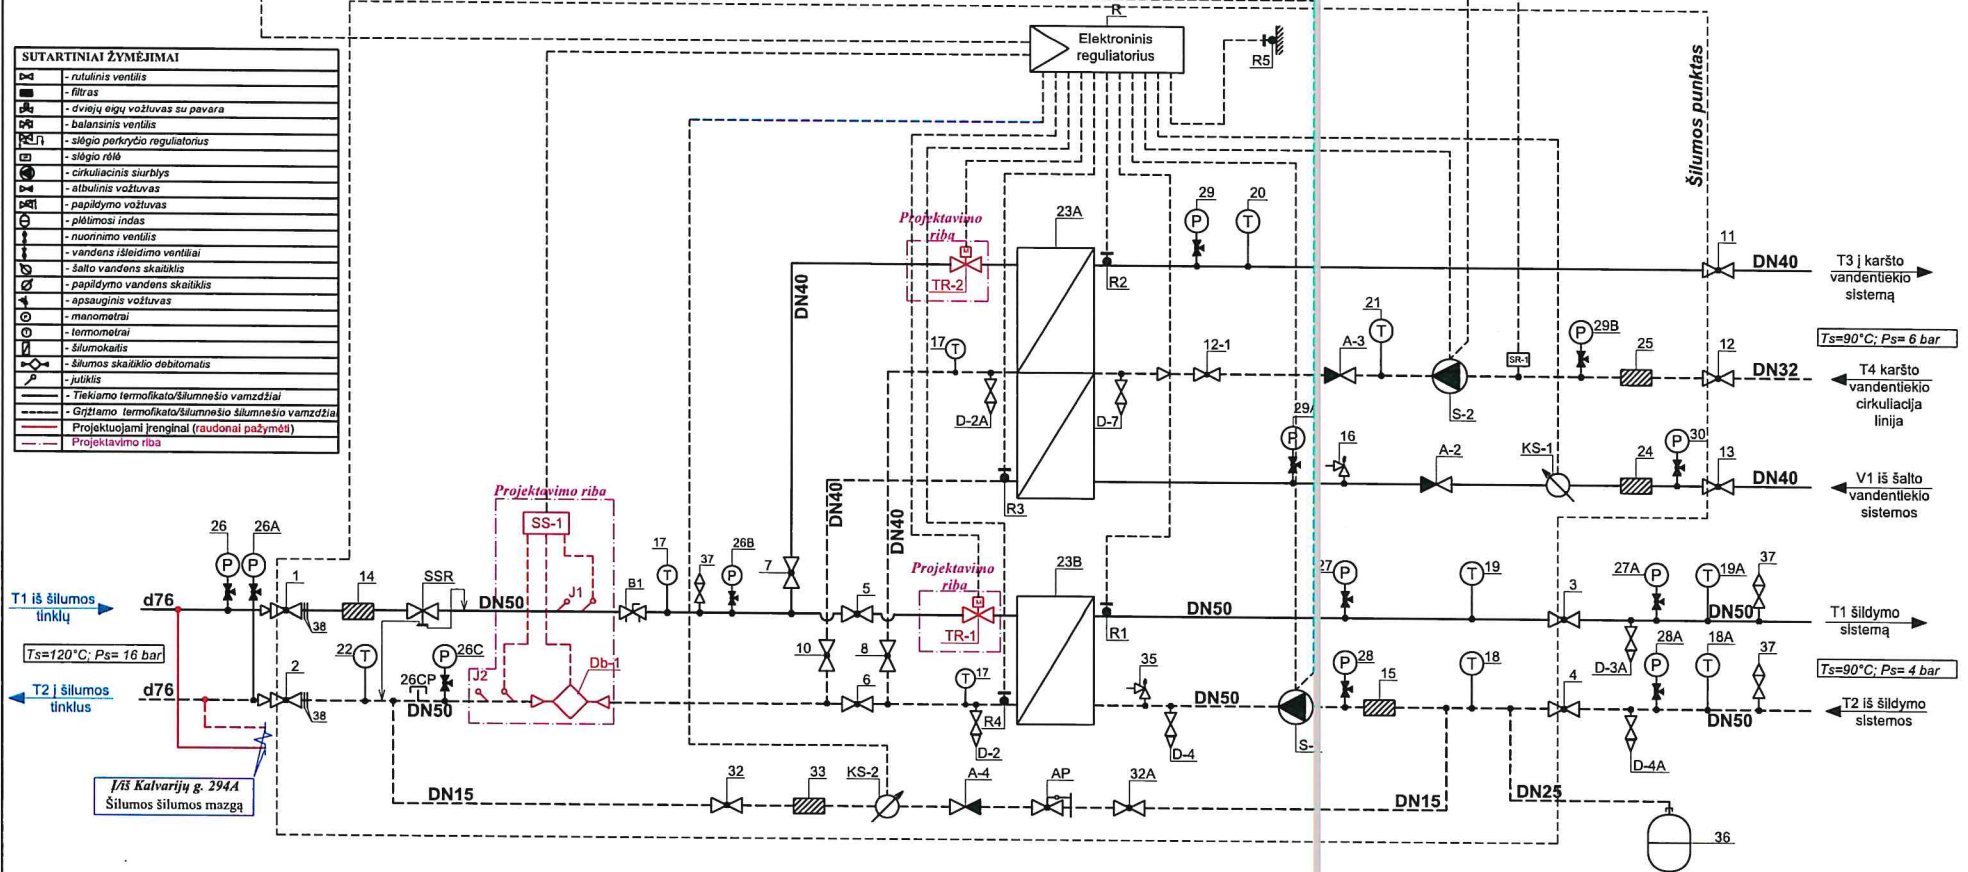 SUTARTINIAI ŽYMĖJIMAI
- rutulinis ventilis
- filtras
- dviejų eigų vožtuvas su pavara
- balansinis ventilis
- slėgio perkryčio reguliatorius
- slėgio rėlė
- cirkuliacinis siurblys
- atbulinis vožtuvas
- papildymo vožtuvas
- plėtimosi indas
- nuorinimo ventilis
- vandens išleidimo ventiliai
- šalto vandens skaitiklis
- papildymo vandens skaitiklis
- apsauginis vožtuvas
- manometrai
- termometrai
- šilumokaitis
- šilumos skaitiklio debitomatis
- jutiklis
- Tiekiamo termofikato/šilumnešio vamzdžiai
- Grįžtamo termofikato/šilumnešio šilumnešio vamzdžiai
Projektuojami įrenginai (raudonai pažymėti)
Projektavimo riba
R
Elektroninis
reguliatorius
R5
Šilumos punktas
Projektavimo
riba
M
TR-2
23A
R2
29
P
20
T
11
DN40
T3 į karšto
vandentiekio
sistemą
DN40
17
T
D-2A
D-7
12-1
A-3
21
T
S-2
SR-1
P
29B
25
12
DN32
Ts=90°C; Ps= 6 bar
T4 karšto
vandentiekio
cirkuliacija
linija
DN40
DN40
R3
29A
P
16
A-2
KS-1
24
P
30
13
DN40
V1 iš šalto
vandentiekio
sistemos
Projektavimo riba
SS-1
26
26A
P
P
T1 iš šilumos
tinklų
d76
1
38
14
SSR
DN50
J1
B1
17
T
37
26B
P
7
5
Projektavimo
riba
M
TR-1
23B
R1
DN50
27
P
19
T
3
27A
P
19A
T
37
DN50
T1 šildymo
sistemą
Ts=120°C; Ps= 16 bar
22
T
26C
P
26CP
J2
Db-1
10
8
35
28
P
15
18
T
D-3A
28A
P
18A
T
37
Ts=90°C; Ps= 4 bar
T2 į šilumos
tinklus
d76
2
38
DN50
6
17
T
R4
D-2
DN50
D-4
S-
4
D-4A
DN50
T2 iš šildymo
sistemos
Į/iš Kalvarijų g. 294A
Šilumos šilumos mazgą
DN15
32
33
KS-2
A-4
AP
32A
DN15
DN25
36